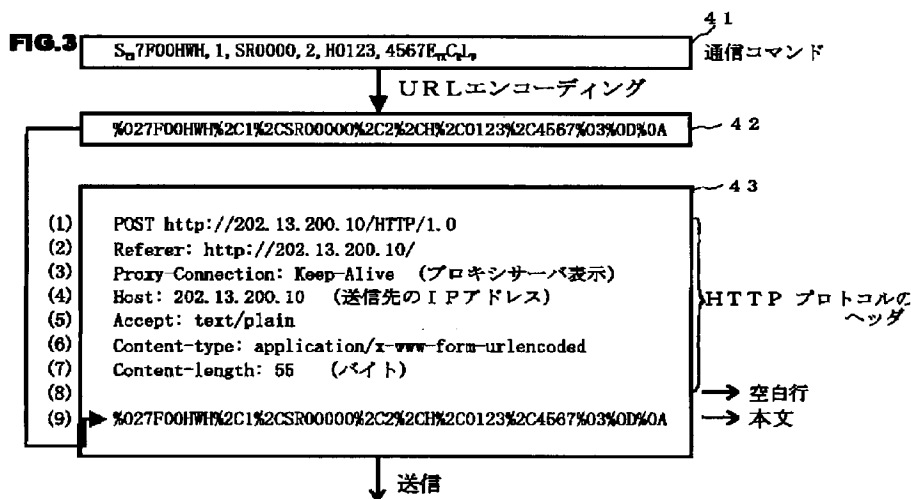 FIG.3
41
S_TX7F00HWH,1,SR0000,2,H0123,4567E_TXC_RL_F
通信コマンド
URLエンコーディング
%027F00HWH%2C1%2CSR00000%2C2%2CH%2C0123%2C4567%03%0D%0A
42
43
(1) POST http://202.13.200.10/HTTP/1.0
(2) Referer: http://202.13.200.10/
(3) Proxy-Connection: Keep-Alive (プロキシサーバ表示)
(4) Host: 202.13.200.10 (送信先のIPアドレス)
(5) Accept: text/plain
(6) Content-type: application/x-www-form-urlencoded
(7) Content-length: 55 (バイト)
HTTP プロトコルの
ヘッダ
(8) 空白行
(9) %027F00HWH%2C1%2CSR00000%2C2%2CH%2C0123%2C4567%03%0D%0A 本文
送信